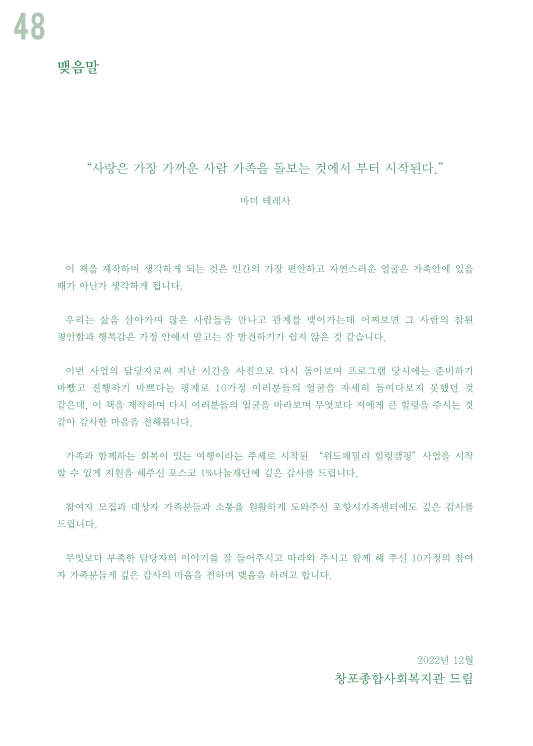 48
맺음말
“사랑은 가장 가까운 사람 가족을 돌보는 것에서 부터 시작된다.”
마더 테레사
이 책을 제작하며 생각하게 되는 것은 인간의 가장 편안하고 자연스러운 얼굴은 가족안에 있을
때가 아닌가 생각하게 됩니다.
우리는 삶을 살아가며 많은 사람들을 만나고 관계를 맺어가는데 어찌보면 그 사람의 참된
평안함과 행복감은 가정 안에서 말고는 잘 발견하기가 쉽지 않은 것 같습니다.
이번 사업의 담당자로써 지난 시간을 사진으로 다시 돌아보며 프로그램 당시에는 준비하기
바빴고 진행하기 바쁘다는 핑계로 10가정 여러분들의 얼굴을 자세히 들여다보지 못했던 것
같은데, 이 책을 제작하며 다시 여러분들의 얼굴을 바라보며 무엇보다 저에게 큰 힐링을 주시는 것
같아 감사한 마음을 전해봅니다.
가족과 함께하는 회복이 있는 여행이라는 주제로 시작된 “위드패밀리 힐링캠핑” 사업을 시작
할 수 있게 지원을 해주신 포스코 1%나눔재단에 깊은 감사를 드립니다.
참여자 모집과 대상자 가족분들과 소통을 원활하게 도와주신 포항시가족센터에도 깊은 감사를
드립니다.
무엇보다 부족한 담당자의 이야기를 잘 들어주시고 따라와 주시고 함께 해 주신 10가정의 참여
자 가족분들게 깊은 감사의 마음을 전하며 맺음을 하려고 합니다.
2022년 12월
창포종합사회복지관 드림